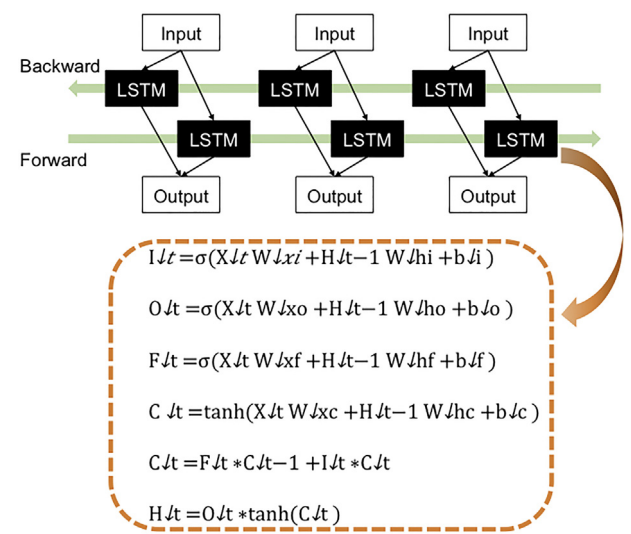 Input Input Input
Backward
LSTM LSTM LSTM
LSTM LSTM LSTM
Forward
Output Output Output
I↓t =σ(X↓t W↓xi +H↓t−1 W↓hi +b↓i )
O↓t =σ(X↓t W↓xo +H↓t−1 W↓ho +b↓o )
F↓t =σ(X↓t W↓xf +H↓t−1 W↓hf +b↓f )
C ↓t =tanh(X↓t W↓xc +H↓t−1 W↓hc +b↓c )
C↓t =F↓t *C↓t−1 +I↓t *C↓t
H↓t =O↓t *tanh(C↓t )